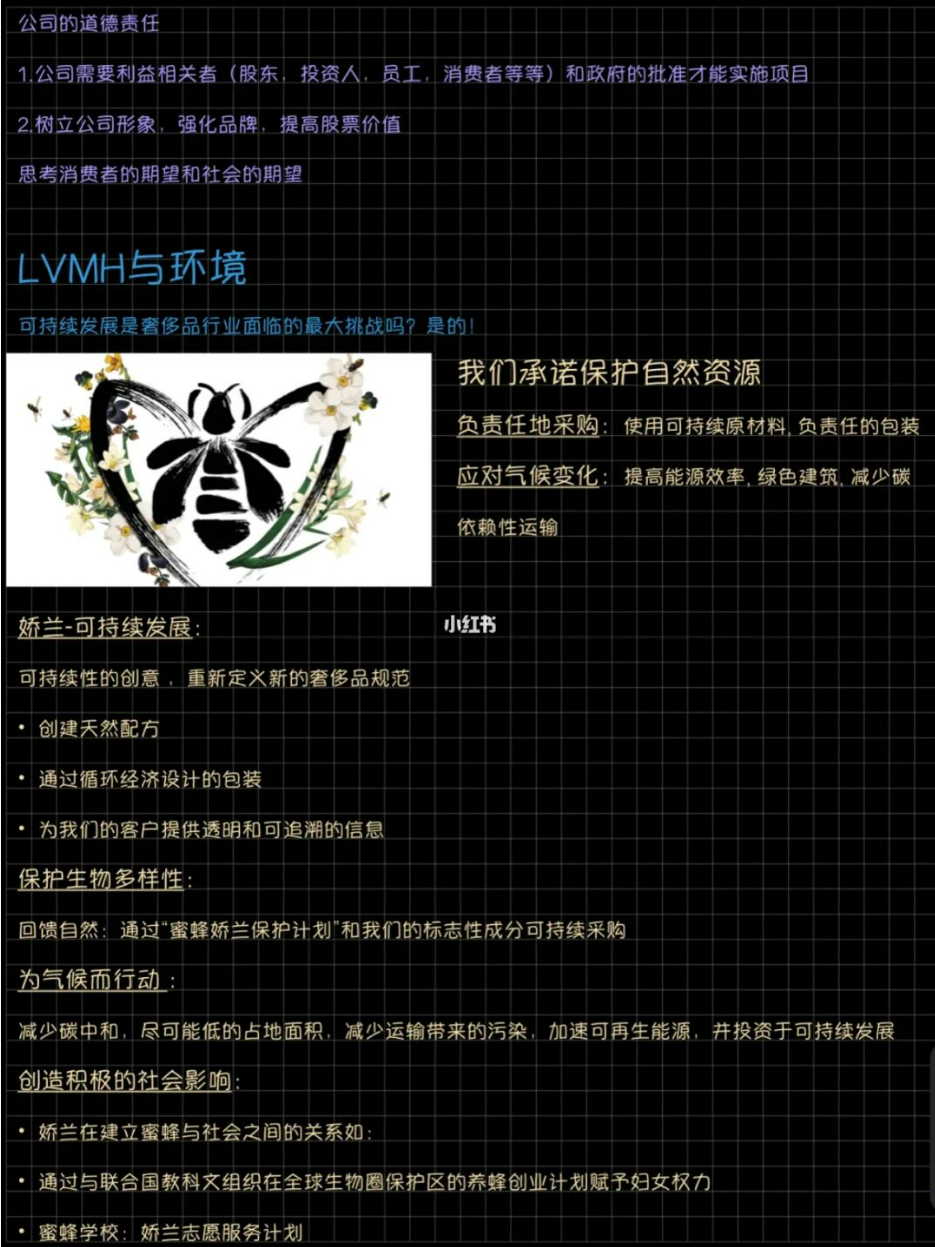 公司的道德责任
1.公司需要利益相关者（股东，投资人，员工，消费者等等）和政府的批准才能实施项目
2.树立公司形象，强化品牌，提高股票价值
思考消费者的期望和社会的期望
LVMH与环境
可持续发展是奢侈品行业面临的最大挑战吗？是的！
我们承诺保护自然资源
负责任地采购：使用可持续原材料,负责任的包装
应对气候变化：提高能源效率,绿色建筑,减少碳
依赖性运输
小红书
娇兰-可持续发展：
可持续性的创意，重新定义新的奢侈品规范
• 创建天然配方
• 通过循环经济设计的包装
• 为我们的客户提供透明和可追溯的信息
保护生物多样性：
回馈自然：通过“蜜蜂娇兰保护计划”和我们的标志性成分可持续采购
为气候而行动：
减少碳中和，尽可能低的占地面积，减少运输带来的污染，加速可再生能源，并投资于可持续发展
创造积极的社会影响：
• 娇兰在建立蜜蜂与社会之间的关系如：
• 通过与联合国教科文组织在全球生物圈保护区的养蜂创业计划赋予妇女权力
• 蜜蜂学校：娇兰志愿服务计划